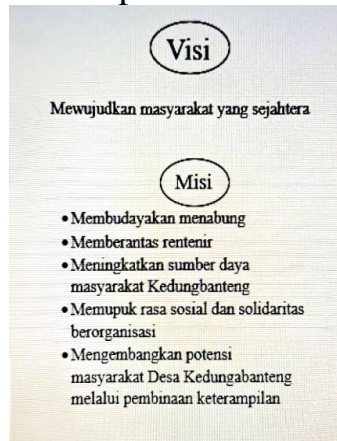 Visi
Mewujudkan masyarakat yang sejahtera
Misi
• Membudayakan menabung
• Memberantas rentenir
• Meningkatkan sumber daya
masyarakat Kedungbanteng
• Memupuk rasa sosial dan solidaritas
berorganisasi
• Mengembangkan potensi
masyarakat Desa Kedungabanteng
melalui pembinaan keterampilan